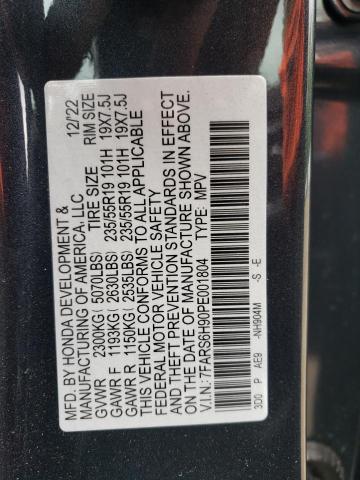 MFD. BY HONDA DEVELOPMENT & 12/22
MANUFACTURING OF AMERICA, LLC
GVWR 2300KG( 5070LBS) TIRE SIZE RIM SIZE
GAWR F 1193KG( 2630LBS) 235/55R19 101H 19X7.5J
GAWR R 1150KG( 2535LBS) 235/55R19 101H 19X7.5J
THIS VEHICLE CONFORMS TO ALL APPLICABLE
FEDERAL MOTOR VEHICLE SAFETY
AND THEFT PREVENTION STANDARDS IN EFFECT
ON THE DATE OF MANUFACTURE SHOWN ABOVE.
V.I.N.: 7FARS6H90PE001804 TYPE: MPV
3D0 P AE9 -NH904M -S -E